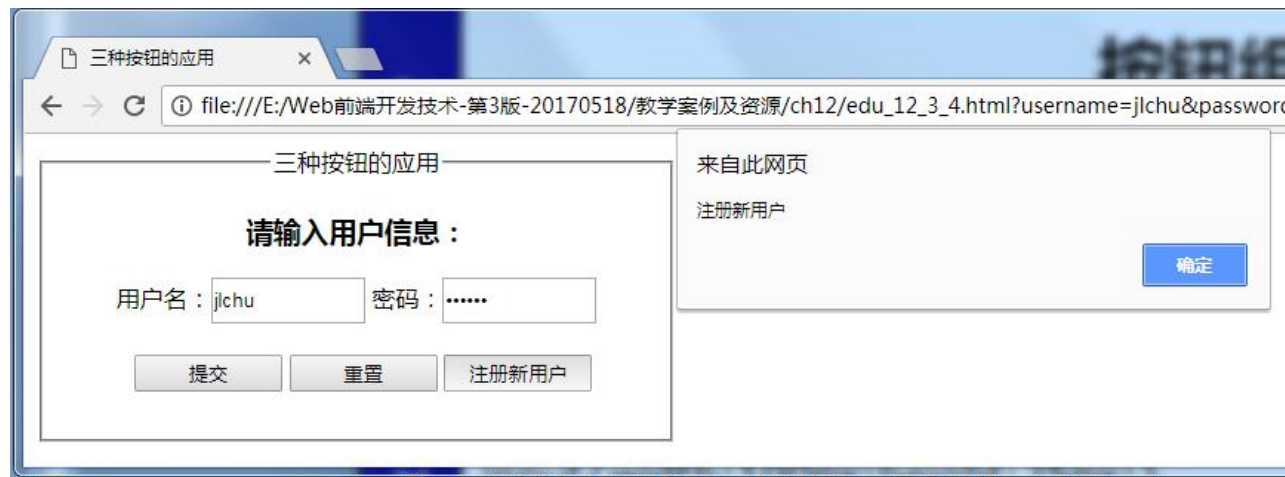 三种按钮的应用
file:///E:/Web前端开发技术-第3版-20170518/教学案例及资源/ch12/edu_12_3_4.html?username=jlchu&password
三种按钮的应用
请输入用户信息：
用户名：jlchu 密码：••••••
提交 重置 注册新用户
来自此网页
注册新用户
确定